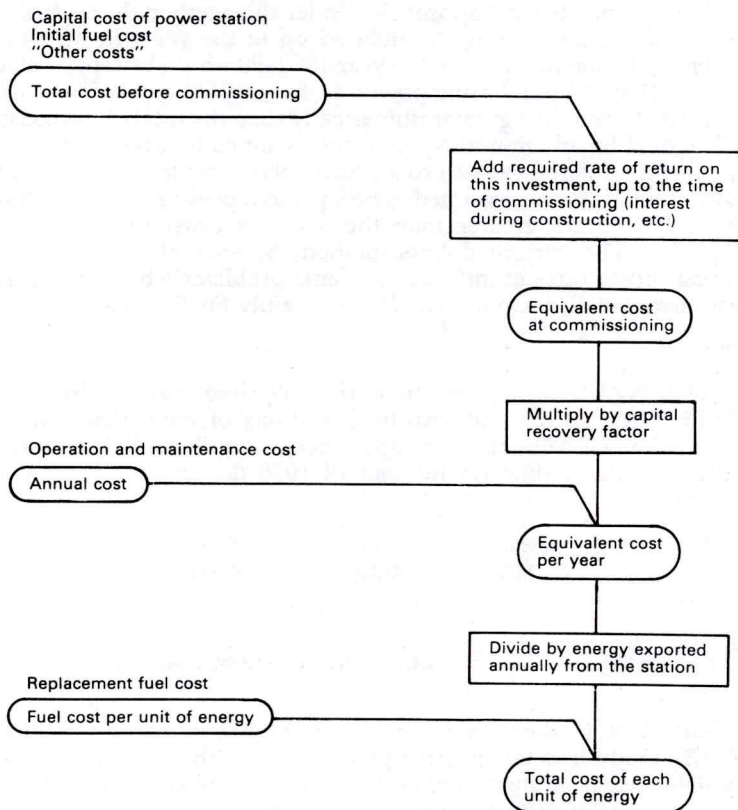 Capital cost of power station
Initial fuel cost
"Other costs"
Total cost before commissioning
Add required rate of return on
this investment, up to the time
of commissioning (interest
during construction, etc.)
Equivalent cost
at commissioning
Multiply by capital
recovery factor
Operation and maintenance cost
Annual cost
Equivalent cost
per year
Divide by energy exported
annually from the station
Replacement fuel cost
Fuel cost per unit of energy
Total cost of each
unit of energy